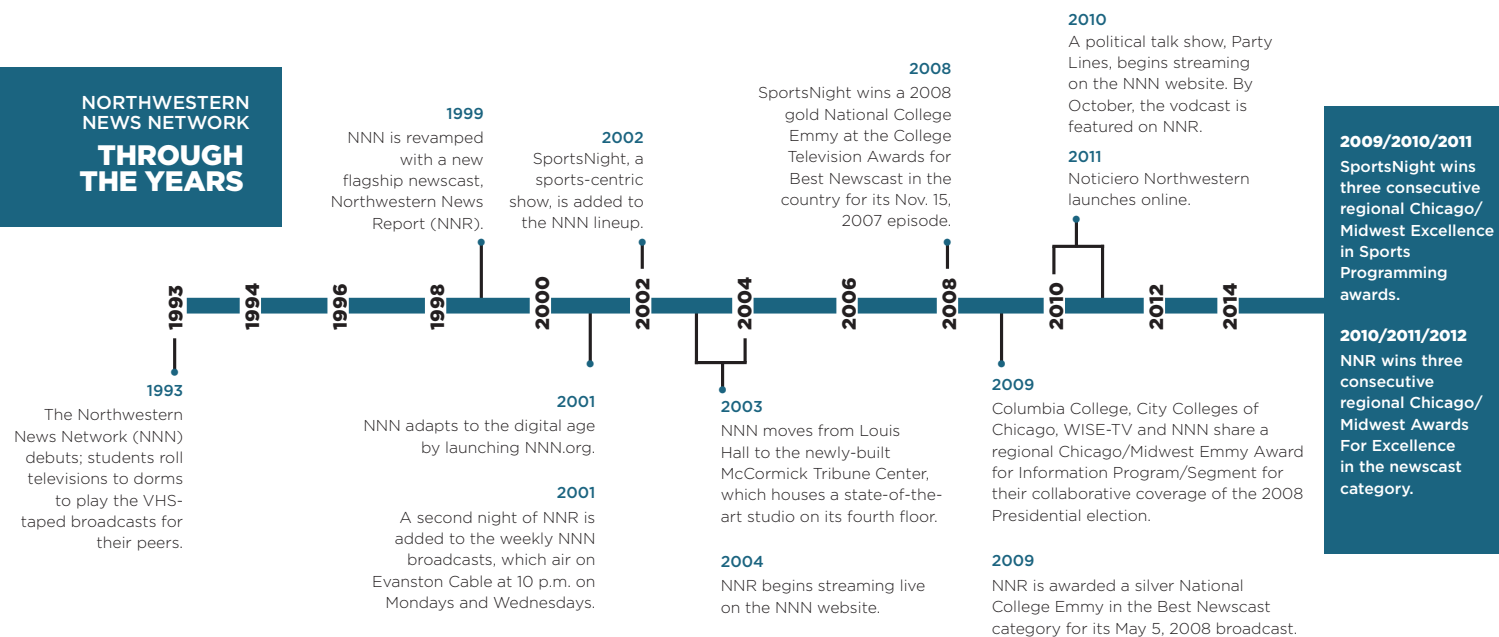 NORTHWESTERN
NEWS NETWORK
THROUGH
THE YEARS
1999
NNN is revamped
with a new
flagship newscast,
Northwestern News
Report (NNR).
2002
SportsNight, a
sports-centric
show, is added to
the NNN lineup.
2008
SportsNight wins a 2008
gold National College
Emmy at the College
Television Awards for
Best Newscast in the
country for its Nov. 15,
2007 episode.
2010
A political talk show, Party
Lines, begins streaming
on the NNN website. By
October, the vodcast is
featured on NNR.
2011
Noticiero Northwestern
launches online.
1993
1994
1996
1998
2000
2002
2004
2006
2008
2010
2012
2014
1993
The Northwestern
News Network (NNN)
debuts; students roll
televisions to dorms
to play the VHS-
taped broadcasts for
their peers.
2001
NNN adapts to the digital age
by launching NNN.org.
2001
A second night of NNR is
added to the weekly NNN
broadcasts, which air on
Evanston Cable at 10 p.m. on
Mondays and Wednesdays.
2003
NNN moves from Louis
Hall to the newly-built
McCormick Tribune Center,
which houses a state-of-the-
art studio on its fourth floor.
2004
NNR begins streaming live
on the NNN website.
2009
Columbia College, City Colleges of
Chicago, WISE-TV and NNN share a
regional Chicago/Midwest Emmy Award
for Information Program/Segment for
their collaborative coverage of the 2008
Presidential election.
2009
NNR is awarded a silver National
College Emmy in the Best Newscast
category for its May 5, 2008 broadcast.
2009/2010/2011
SportsNight wins
three consecutive
regional Chicago/
Midwest Excellence
in Sports
Programming
awards.
2010/2011/2012
NNR wins three
consecutive
regional Chicago/
Midwest Awards
For Excellence
in the newscast
category.